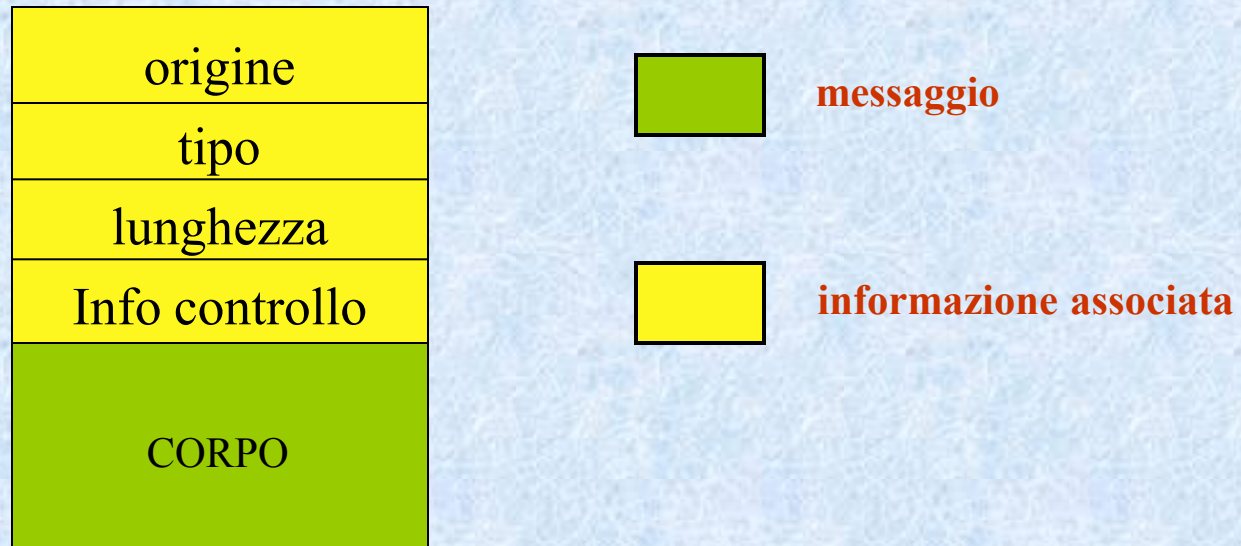 origine
tipo
lunghezza
Info controllo
CORPO
messaggio
informazione associata